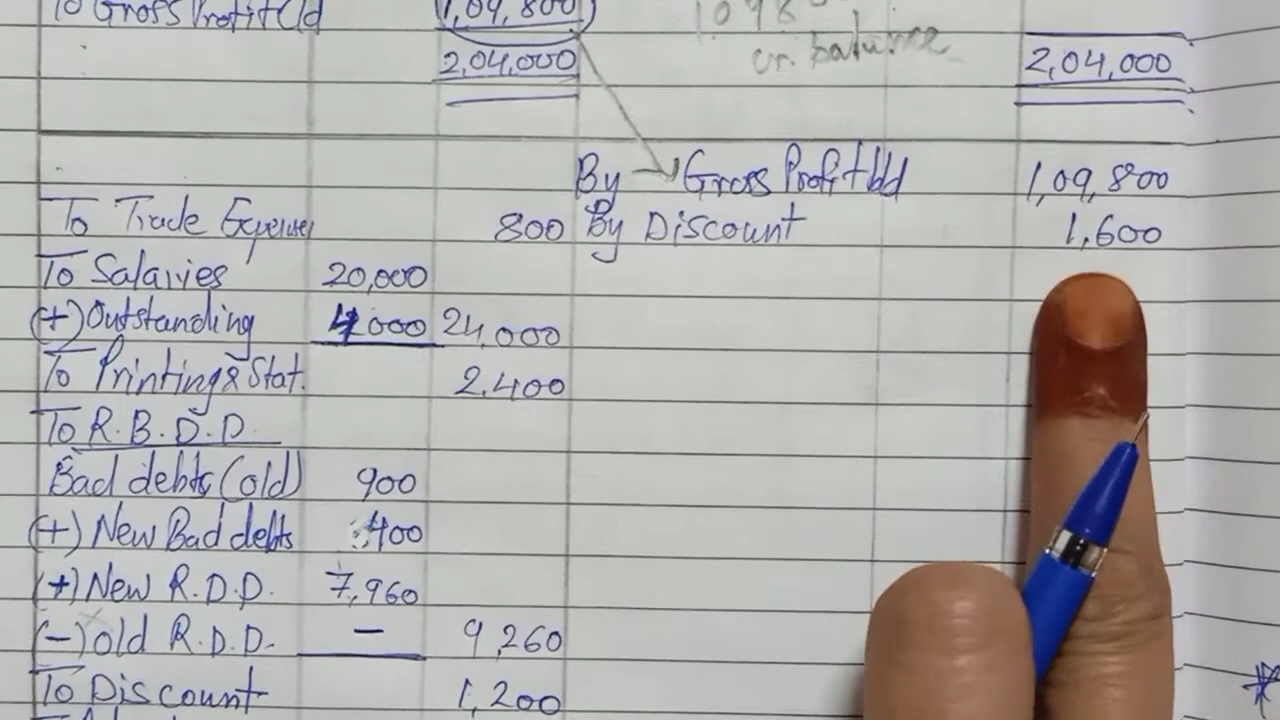 To Gross Profit C/d 1,09,800
cr. balance
2,04,000 2,04,000
By Gross Profit b/d 1,09,800
To Trade Expenses 800 By Discount 1,600
To Salaries 20,000
(+) Outstanding 4000 24,000
To Printing & Stat. 2,400
To R.B.D.D.
Bad debts (old) 900
(+) New Bad debts 400
(+) New R.D.D. 7,960
(-) old R.D.D. — 9,260
To Discount 1,200